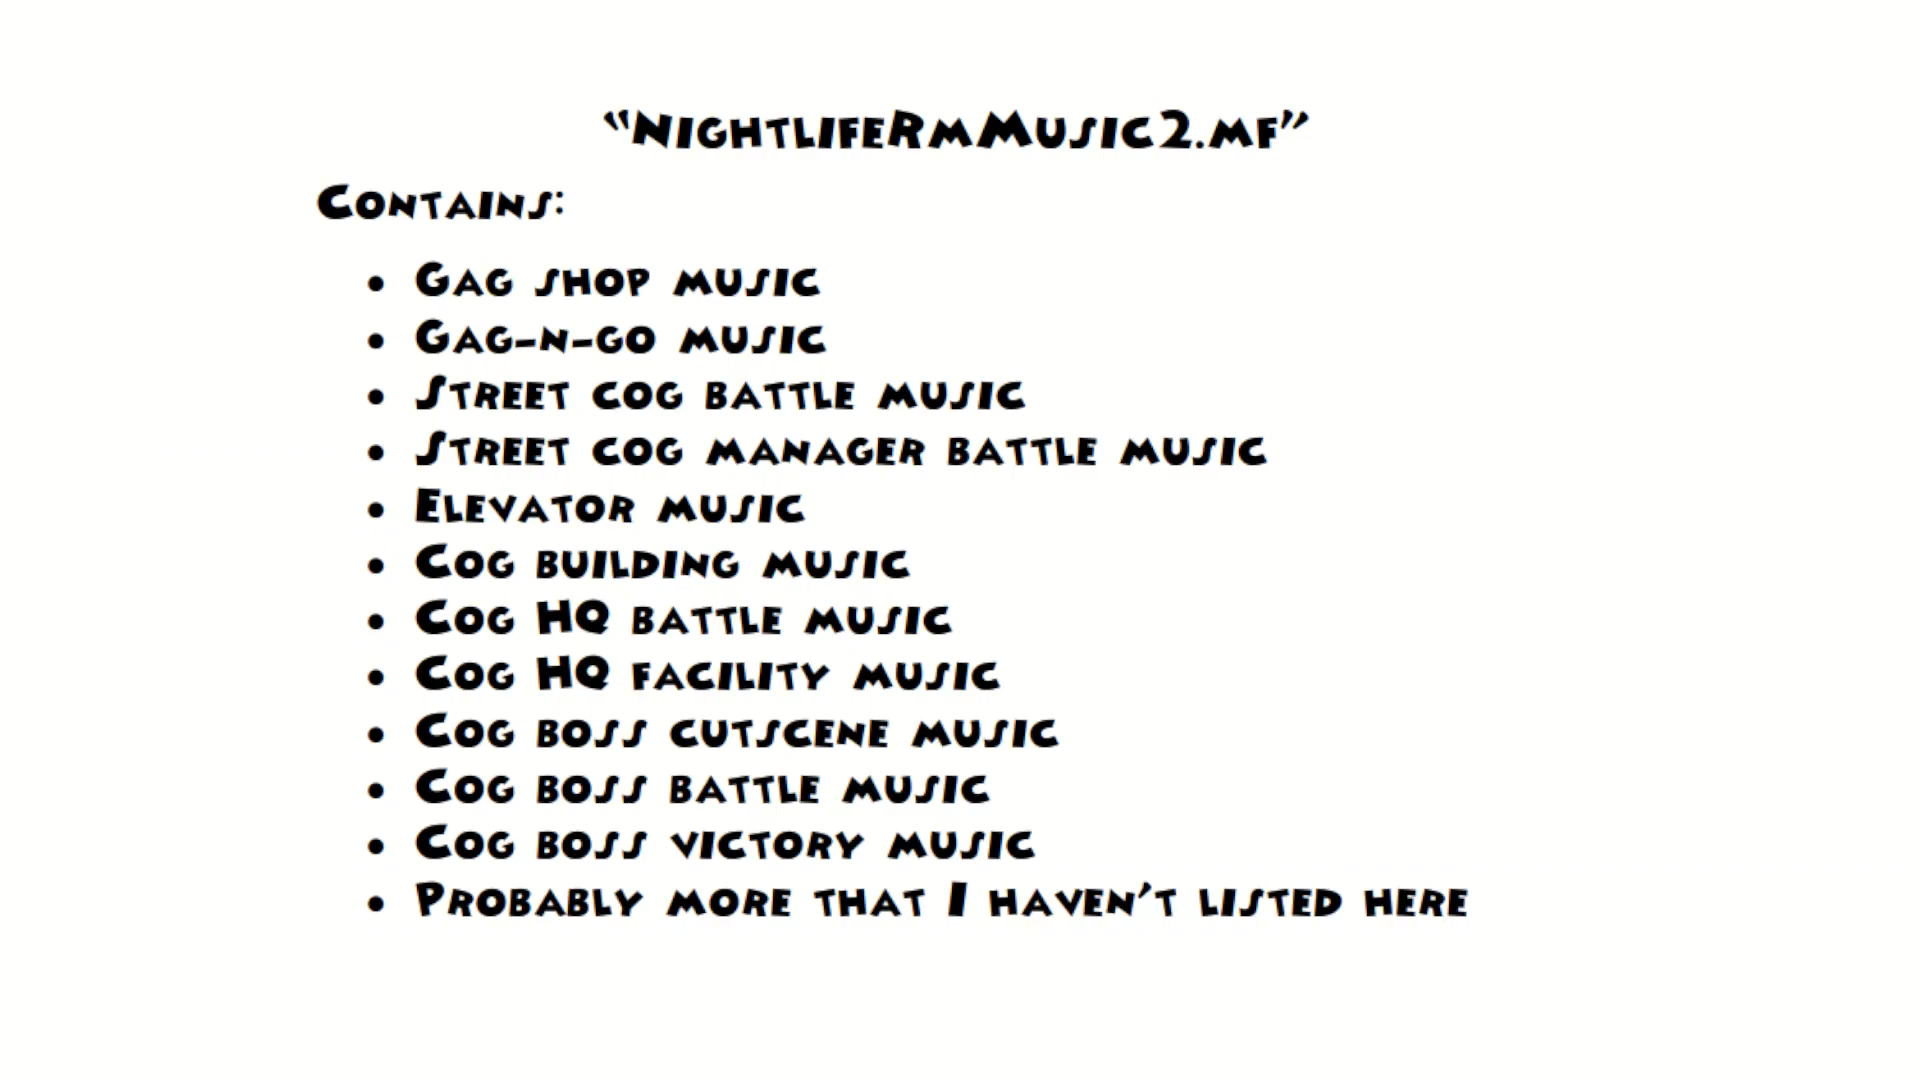 “NightlifeRmMusic2.mf”
Contains:
• Gag shop music
• Gag-n-go music
• Street cog battle music
• Street cog manager battle music
• Elevator music
• Cog building music
• Cog HQ battle music
• Cog HQ facility music
• Cog boss cutscene music
• Cog boss battle music
• Cog boss victory music
• Probably more that I haven’t listed here